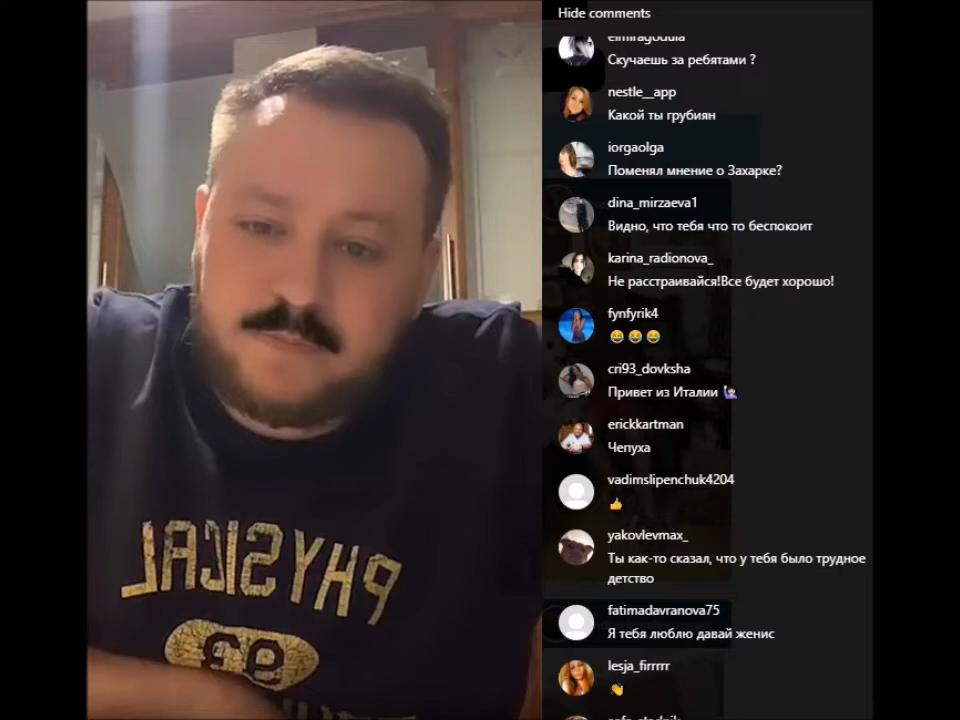 Hide comments
elmiragodula
Скучаешь за ребятами ?
nestle__app
Какой ты грубиян
iorgaolga
Поменял мнение о Захарке?
dina_mirzaeva1
Видно, что тебя что то беспокоит
karina_radionova_
Не расстраивайся!Все будет хорошо!
fynfyrik4
😂😂😂
cri93_dovksha
Привет из Италии 🙋🏻‍♀️
erickkartman
Чепуха
vadimslipenchuk4204
👍
yakovlevmax_
Ты как-то сказал, что у тебя было трудное
детство
fatimadavranova75
Я тебя люблю давай женис
lesja_firrrrr
👏
PHYSICAL
93